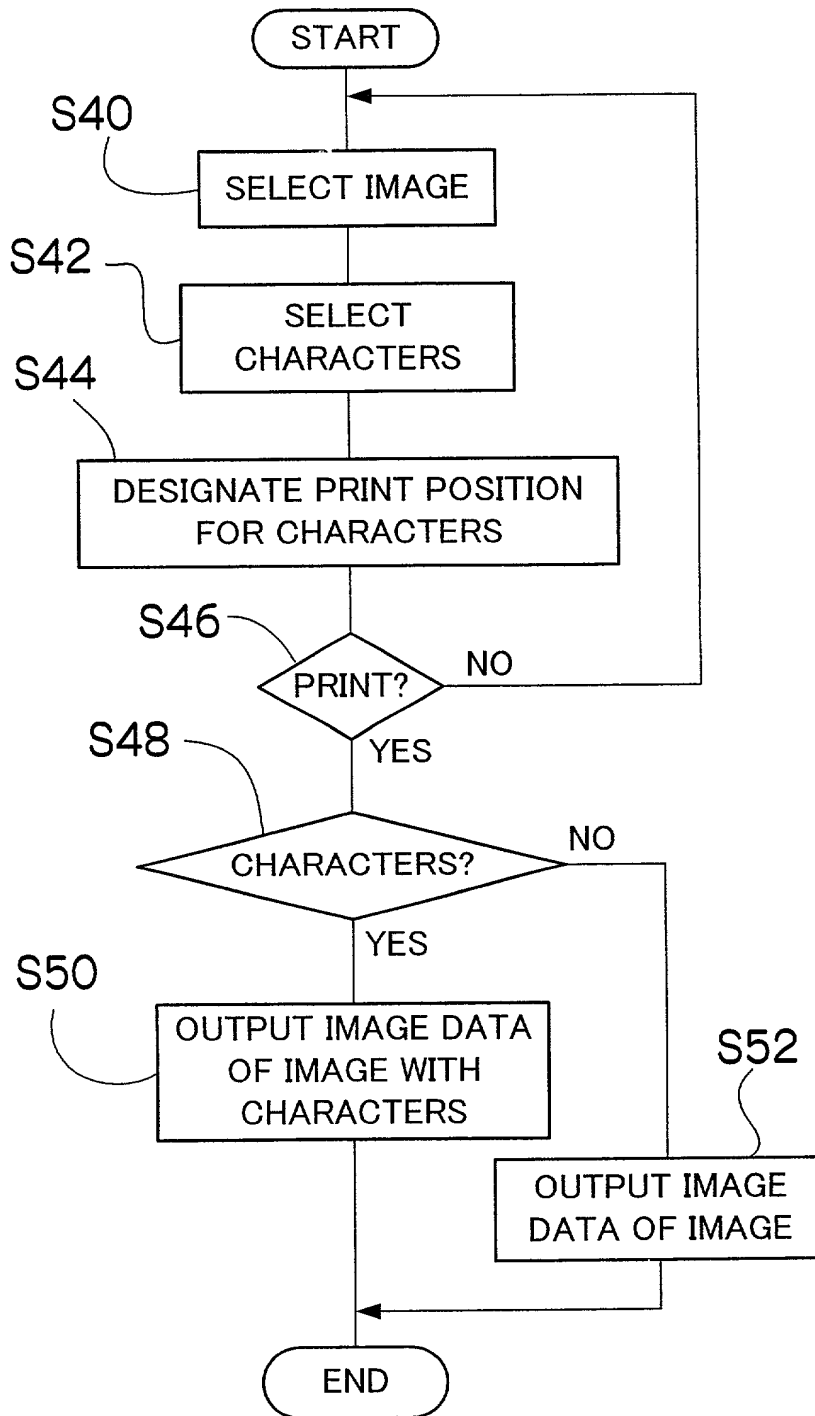 START
S40
SELECT IMAGE
S42
SELECT
CHARACTERS
S44
DESIGNATE PRINT POSITION
FOR CHARACTERS
S46
PRINT?
NO
YES
S48
CHARACTERS?
NO
YES
S50
OUTPUT IMAGE DATA
OF IMAGE WITH
CHARACTERS
S52
OUTPUT IMAGE
DATA OF IMAGE
END